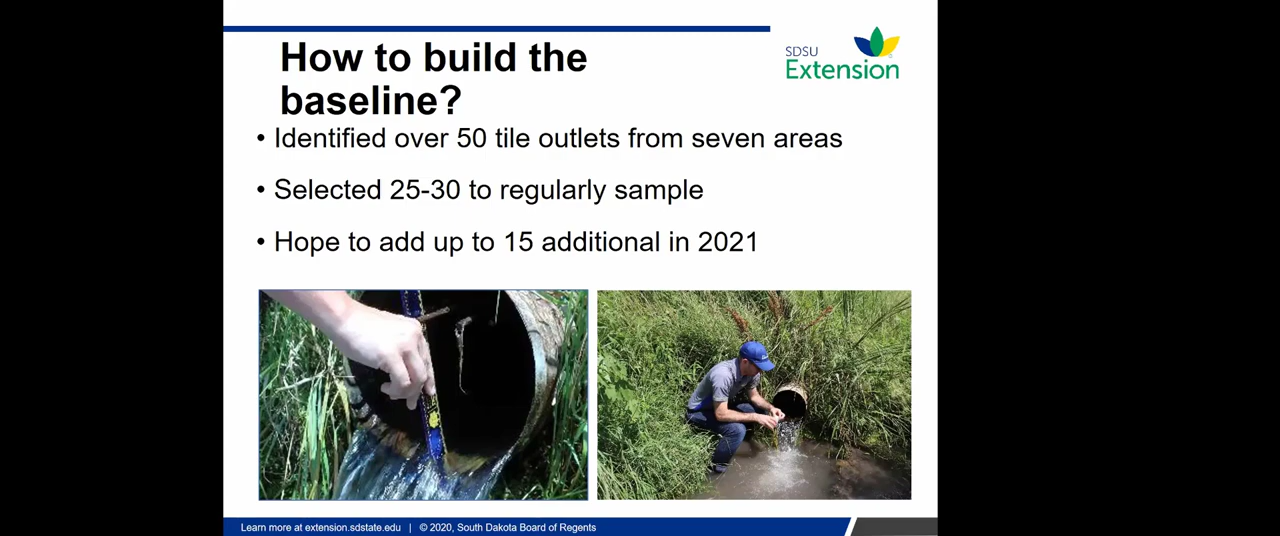 How to build the
baseline?
SDSU
Extension
• Identified over 50 tile outlets from seven areas
• Selected 25-30 to regularly sample
• Hope to add up to 15 additional in 2021
Learn more at extension.sdstate.edu | © 2020, South Dakota Board of Regents